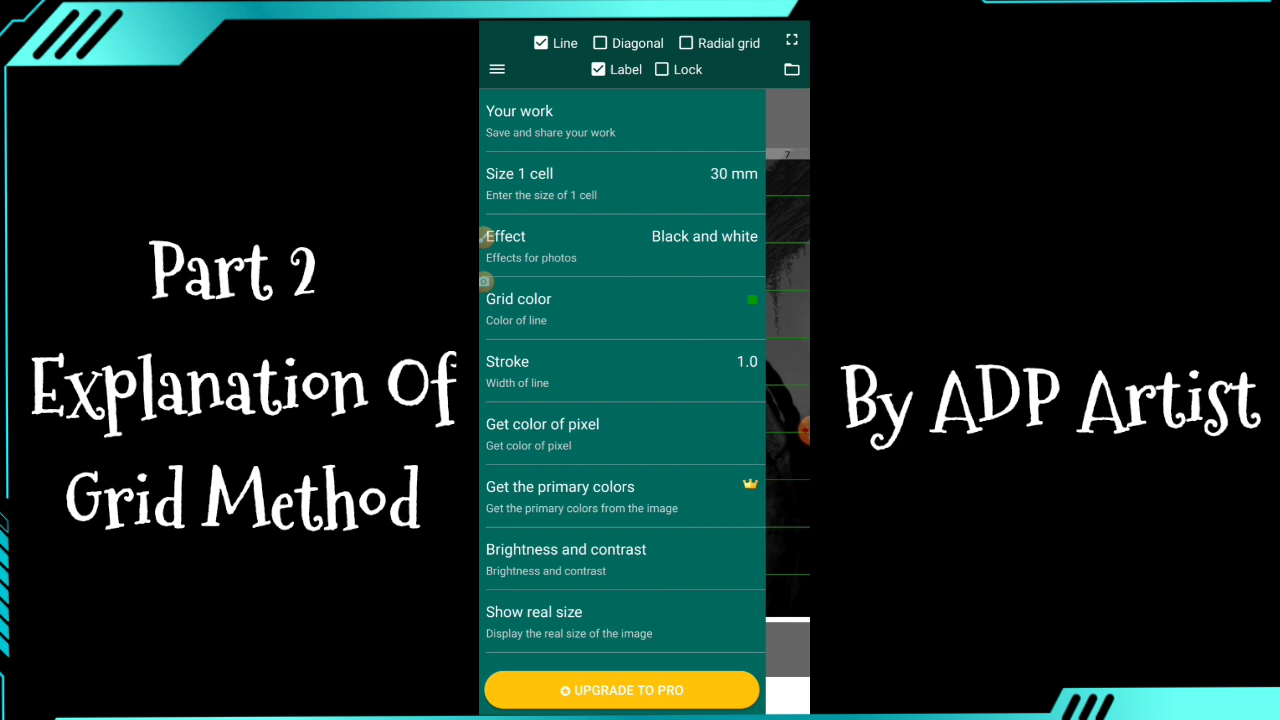 Line Diagonal Radial grid
Label Lock
Your work
Save and share your work
7
Size 1 cell 30 mm
Enter the size of 1 cell
Effect Black and white
Effects for photos
Grid color
Color of line
Stroke 1.0
Width of line
Get color of pixel
Get color of pixel
Get the primary colors
Get the primary colors from the image
Brightness and contrast
Brightness and contrast
Show real size
Display the real size of the image
UPGRADE TO PRO
Part 2
Explanation Of
Grid Method
By ADP Artist